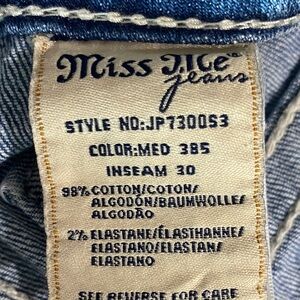 Miss Me
jeans
STYLE NO:JP7300S3
COLOR:MED 385
INSEAM 30
98% COTTON/COTON/
ALGODÓN/BAUMWOLLE/
ALGODÃO
2% ELASTANE/ÉLASTHANNE/
ELASTANO/ELASTAN/
ELASTANO
SEE REVERSE FOR CARE